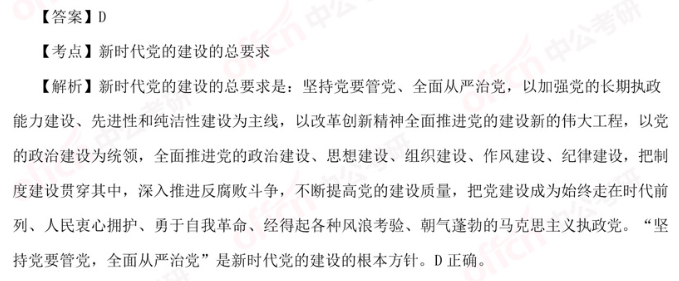 【答案】D
【考点】新时代党的建设的总要求
【解析】新时代党的建设的总要求是：坚持党要管党、全面从严治党，以加强党的长期执政
能力建设、先进性和纯洁性建设为主线，以改革创新精神全面推进党的建设新的伟大工程，以党
的政治建设为统领，全面推进党的政治建设、思想建设、组织建设、作风建设、纪律建设，把制
度建设贯穿其中，深入推进反腐败斗争，不断提高党的建设质量，把党建设成为始终走在时代前
列、人民衷心拥护、勇于自我革命、经得起各种风浪考验、朝气蓬勃的马克思主义执政党。“坚
持党要管党，全面从严治党”是新时代党的建设的根本方针。D 正确。
offcn 中公考研